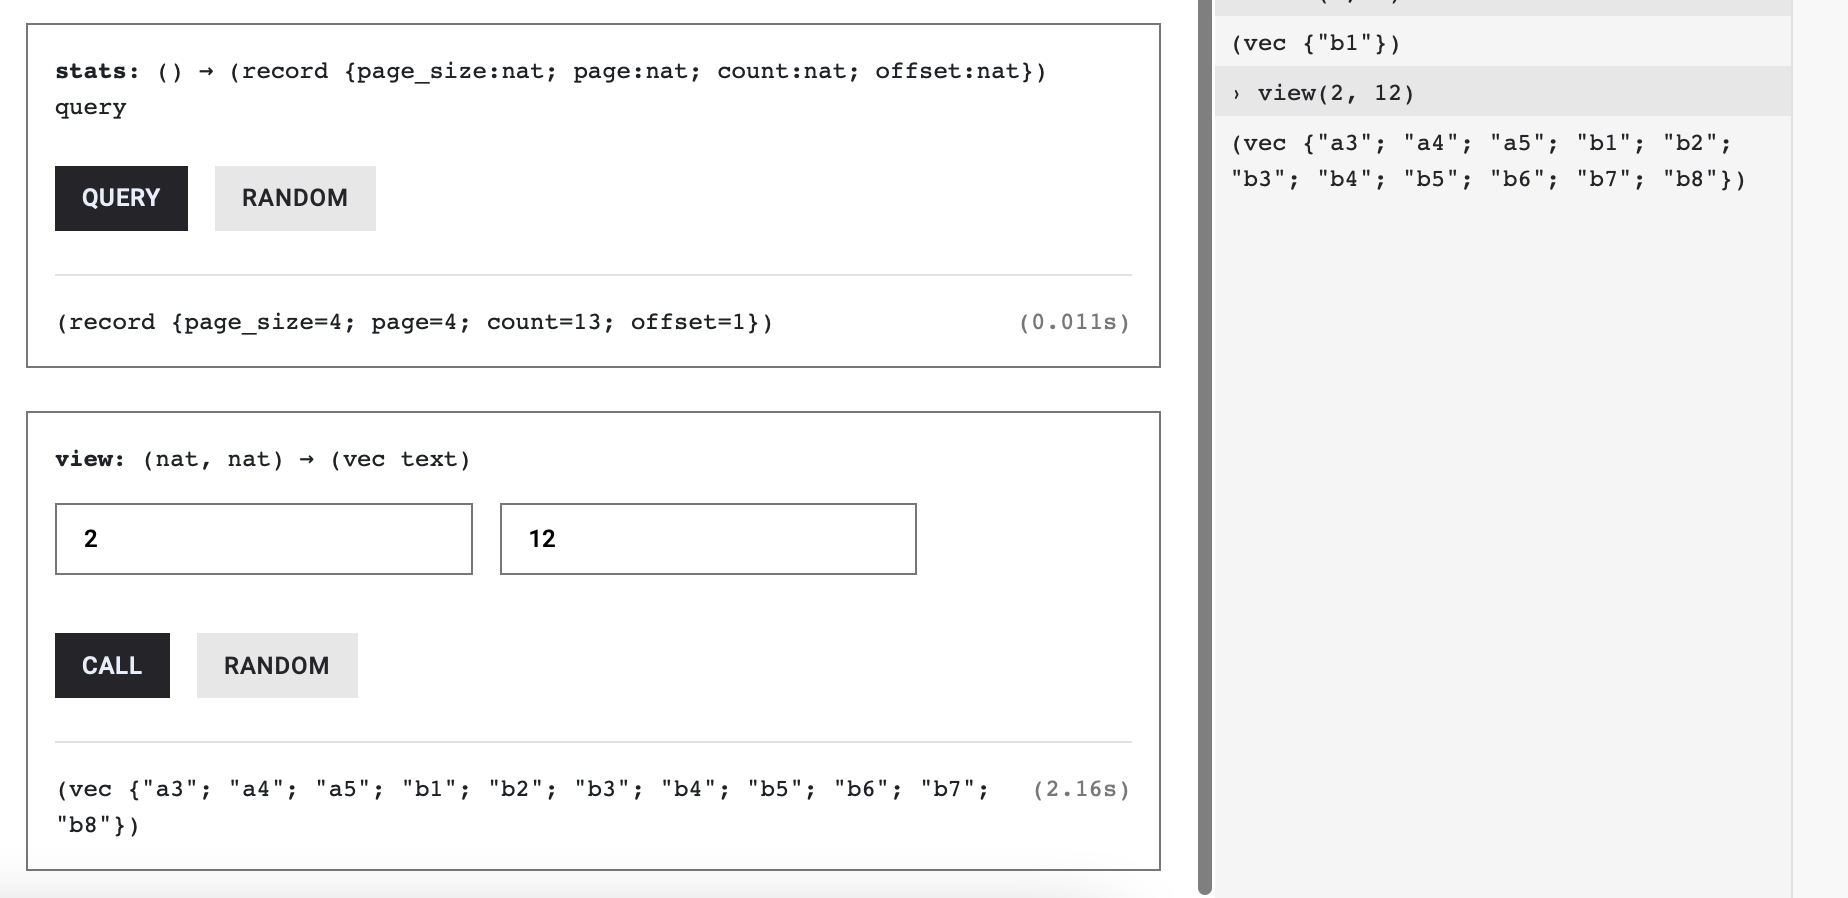 stats: () → (record {page_size:nat; page:nat; count:nat; offset:nat})
query
QUERY
RANDOM
(record {page_size=4; page=4; count=13; offset=1})
(0.011s)
view: (nat, nat) → (vec text)
2
12
CALL
RANDOM
(vec {"a3"; "a4"; "a5"; "b1"; "b2"; "b3"; "b4"; "b5"; "b6"; "b7";
(2.16s)
"b8"})
(vec {"b1"})
› view(2, 12)
(vec {"a3"; "a4"; "a5"; "b1"; "b2";
"b3"; "b4"; "b5"; "b6"; "b7"; "b8"})